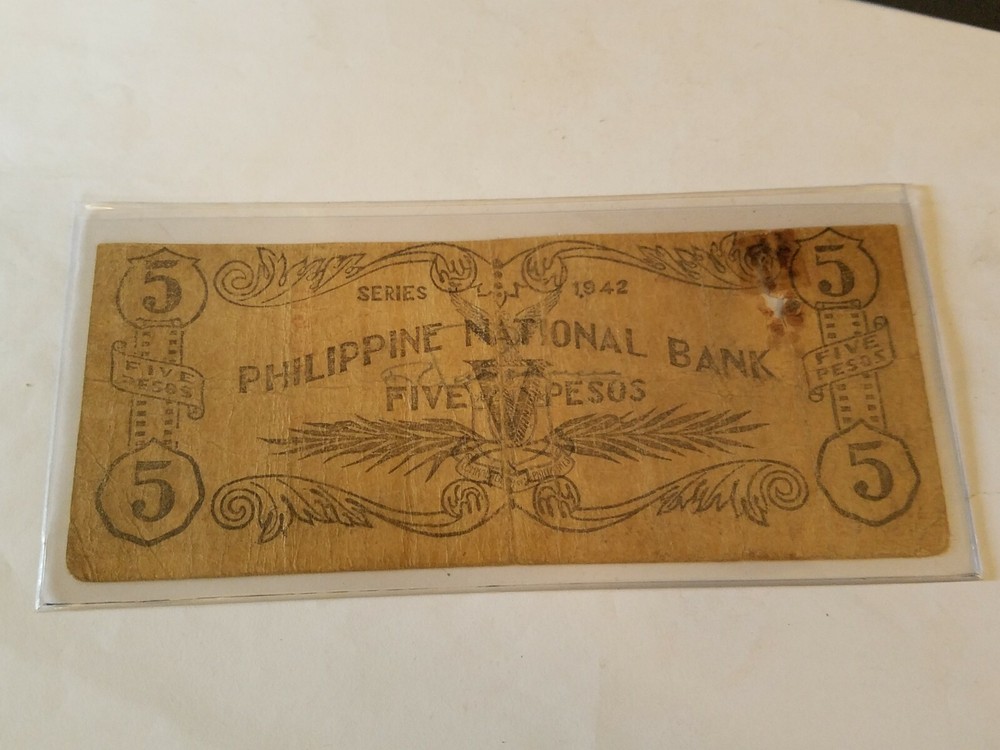 5
5
SERIES 1942
PHILIPPINE NATIONAL BANK
FIVE PESOS
FIVE PESOS
FIVE PESOS
5
5